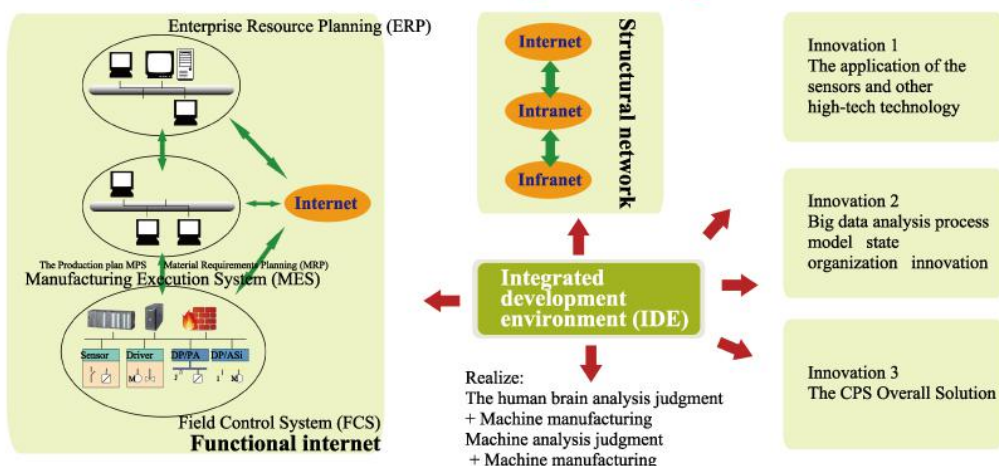 Enterprise Resource Planning (ERP)
Internet
The Production plan MPS Material Requirements Planning (MRP)
Manufacturing Execution System (MES)
Sensor
Driver
DP/PA
DP/ASi
M
M
Field Control System (FCS)
Functional internet
Internet
Intranet
Infranet
Structural network
Integrated
development
environment (IDE)
Realize:
The human brain analysis judgment
+ Machine manufacturing
Machine analysis judgment
+ Machine manufacturing
Innovation 1
The application of the
sensors and other
high-tech technology
Innovation 2
Big data analysis process
model state
organization innovation
Innovation 3
The CPS Overall Solution